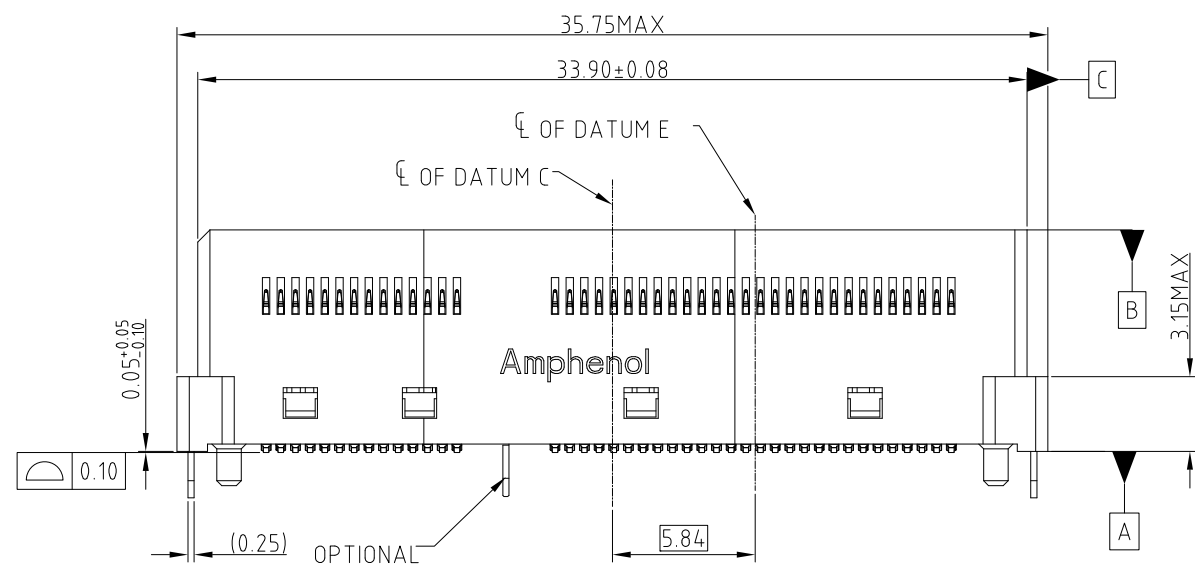 35.75MAX
33.90±0.08
C
℄ OF DATUM E
℄ OF DATUM C
3.15MAX
B
0.05+0.05 -0.10
Amphenol
0.10
A
(0.25)
OPTIONAL
5.84